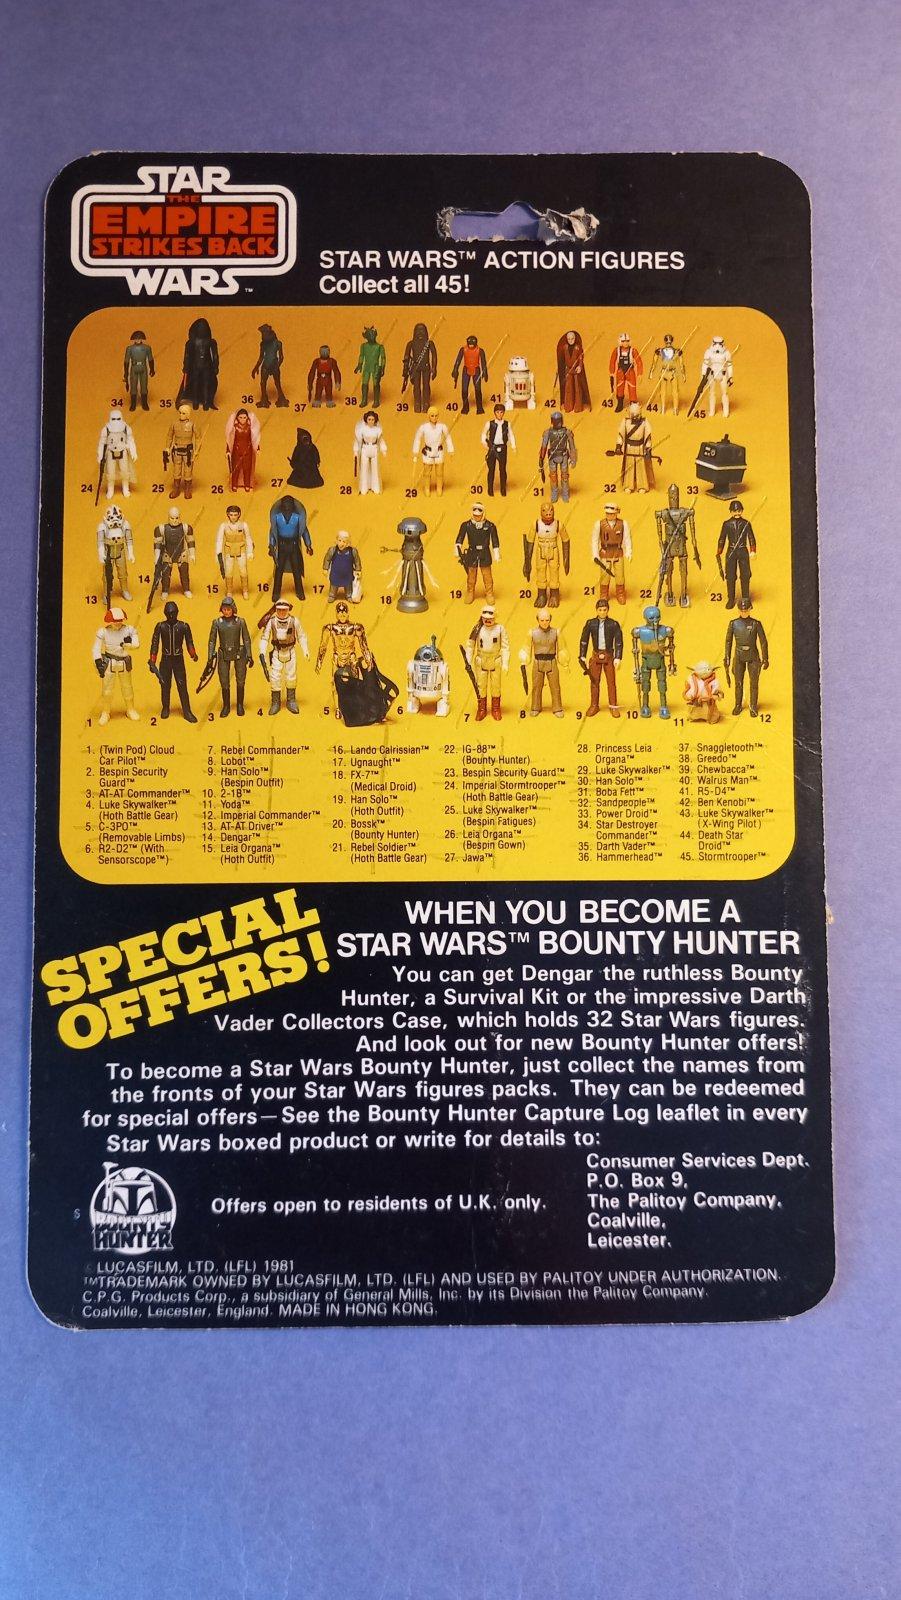 STAR
THE
EMPIRE
STRIKES BACK
WARS™
STAR WARS™ ACTION FIGURES
Collect all 45!
34 35 36 37 38 39 40 41 42 43 44 45
24 25 26 27 28 29 30 31 32 33
13 14 15 16 17 18 19 20 21 22 23
1 2 3 4 5 6 7 8 9 10 11 12
1. (Twin Pod) Cloud
Car Pilot™
2. Bespin Security
Guard™
3. AT-AT Commander™
4. Luke Skywalker™
(Hoth Battle Gear)
5. C-3PO™
(Removable Limbs)
6. R2-D2™ (With
Sensorscope™)
7. Rebel Commander™
8. Lobot™
9. Han Solo™
(Bespin Outfit)
10. 2-1B™
11. Yoda™
12. Imperial Commander™
13. AT-AT Driver™
14. Dengar™
15. Leia Organa™
(Hoth Outfit)
16. Lando Calrissian™
17. Ugnaught™
18. FX-7™
(Medical Droid)
19. Han Solo™
(Hoth Outfit)
20. Bossk™
(Bounty Hunter)
21. Rebel Soldier™
(Hoth Battle Gear)
22. IG-88™
(Bounty Hunter)
23. Bespin Security Guard™
24. Imperial Stormtrooper™
(Hoth Battle Gear)
25. Luke Skywalker™
(Bespin Fatigues)
26. Leia Organa™
(Bespin Gown)
27. Jawa™
28. Princess Leia
Organa™
29. Luke Skywalker™
30. Han Solo™
31. Boba Fett™
32. Sandpeople™
33. Power Droid™
34. Star Destroyer
Commander™
35. Darth Vader™
36. Hammerhead™
37. Snaggletooth™
38. Greedo™
39. Chewbacca™
40. Walrus Man™
41. R5-D4™
42. Ben Kenobi™
43. Luke Skywalker™
(X-Wing Pilot)
44. Death Star
Droid™
45. Stormtrooper™
SPECIAL
OFFERS!
WHEN YOU BECOME A
STAR WARS™ BOUNTY HUNTER
You can get Dengar the ruthless Bounty
Hunter, a Survival Kit or the impressive Darth
Vader Collectors Case, which holds 32 Star Wars figures.
And look out for new Bounty Hunter offers!
To become a Star Wars Bounty Hunter, just collect the names from
the fronts of your Star Wars figures packs. They can be redeemed
for special offers—See the Bounty Hunter Capture Log leaflet in every
Star Wars boxed product or write for details to:
Consumer Services Dept.
P.O. Box 9,
The Palitoy Company,
Coalville,
Leicester.
Offers open to residents of U.K. only.
S
BOUNTY
HUNTER
© LUCASFILM, LTD. (LFL) 1981
™TRADEMARK OWNED BY LUCASFILM, LTD. (LFL) AND USED BY PALITOY UNDER AUTHORIZATION.
C.P.G. Products Corp., a subsidiary of General Mills, Inc. by its Division the Palitoy Company.
Coalville, Leicester, England. MADE IN HONG KONG.